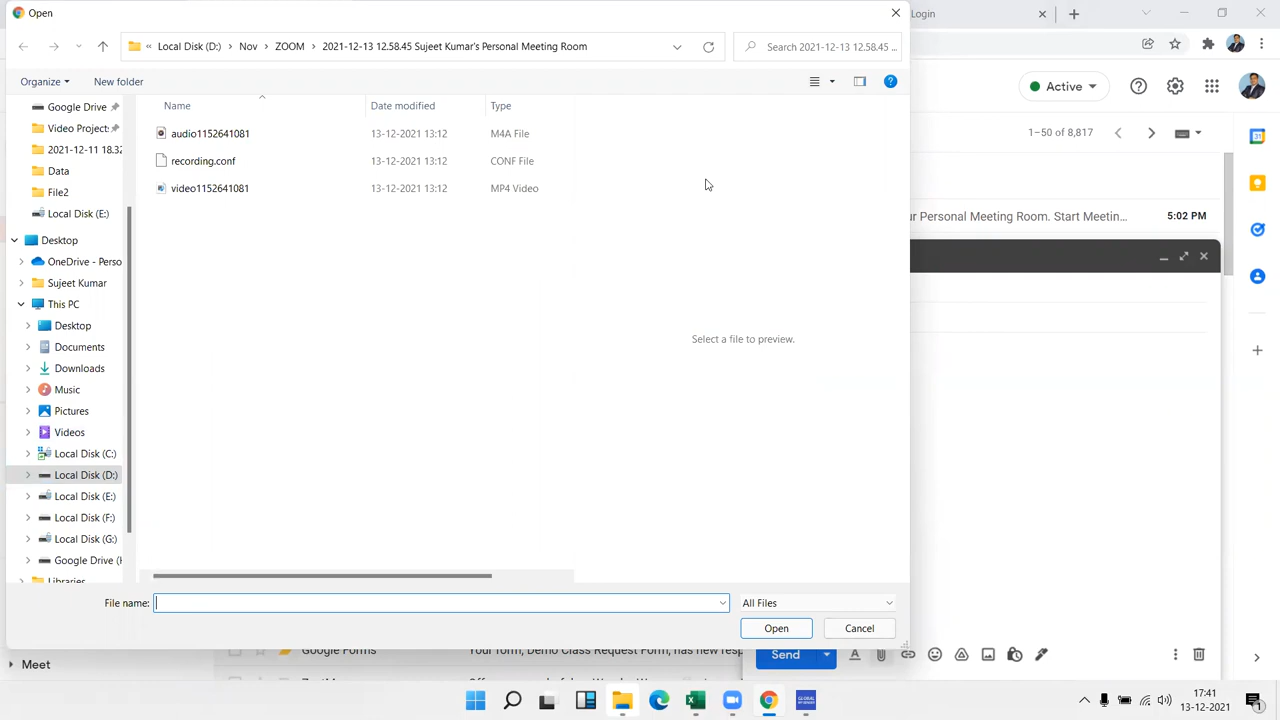 Open
Login
« Local Disk (D:) > Nov > ZOOM > 2021-12-13 12.58.45 Sujeet Kumar's Personal Meeting Room
Search 2021-12-13 12.58.45 ...
Organize
New folder
Active
Name
Date modified
Type
1–50 of 8,817
audio1152641081
13-12-2021 13:12
M4A File
recording.conf
13-12-2021 13:12
CONF File
video1152641081
13-12-2021 13:12
MP4 Video
Google Drive
Video Project
2021-12-11 18.32
Data
File2
Local Disk (E:)
Desktop
OneDrive - Perso
Sujeet Kumar
This PC
Desktop
Documents
Downloads
Music
Pictures
Videos
Local Disk (C:)
Local Disk (D:)
Local Disk (E:)
Local Disk (F:)
Local Disk (G:)
Google Drive (
Libraries
ur Personal Meeting Room. Start Meetin...
5:02 PM
Select a file to preview.
File name:
All Files
Open
Cancel
Meet
Google Forms
Your form, Demo Class Request Form, has new resp
Send
17:41
13-12-2021
1